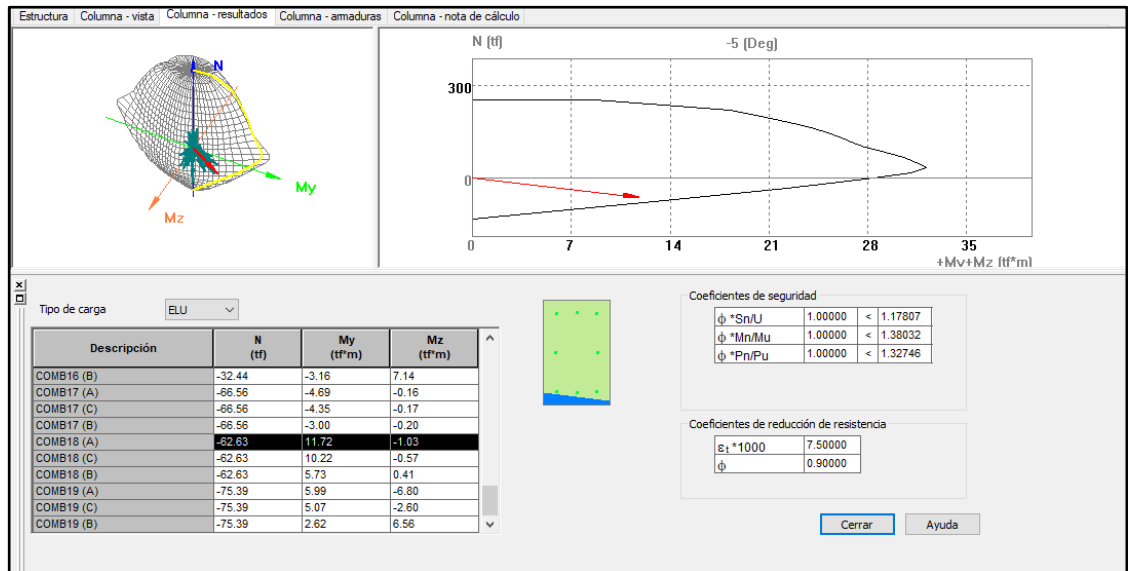 Estructura Columna - vista Columna - resultados Columna - armaduras Columna - nota de cálculo
N
My
Mz
N (tf) -5 (Deg)
300
0
0 7 14 21 28 35
+My+Mz (tf*m)
Tipo de carga ELU
Descripción N (tf) My (tf*m) Mz (tf*m)
COMB16 (B) -32.44 -3.16 7.14
COMB17 (A) -66.56 -4.69 -0.16
COMB17 (C) -66.56 -4.35 -0.17
COMB17 (B) -66.56 -3.00 -0.20
COMB18 (A) -62.63 11.72 -1.03
COMB18 (C) -62.63 10.22 -0.57
COMB18 (B) -62.63 5.73 0.41
COMB19 (A) -75.39 5.99 -6.80
COMB19 (C) -75.39 5.07 -2.60
COMB19 (B) -75.39 2.62 6.56
Coeficientes de seguridad
ϕ *Sn/U 1.00000 < 1.17807
ϕ *Mn/Mu 1.00000 < 1.38032
ϕ *Pn/Pu 1.00000 < 1.32746
Coeficientes de reducción de resistencia
εt *1000 7.50000
ϕ 0.90000
Cerrar Ayuda